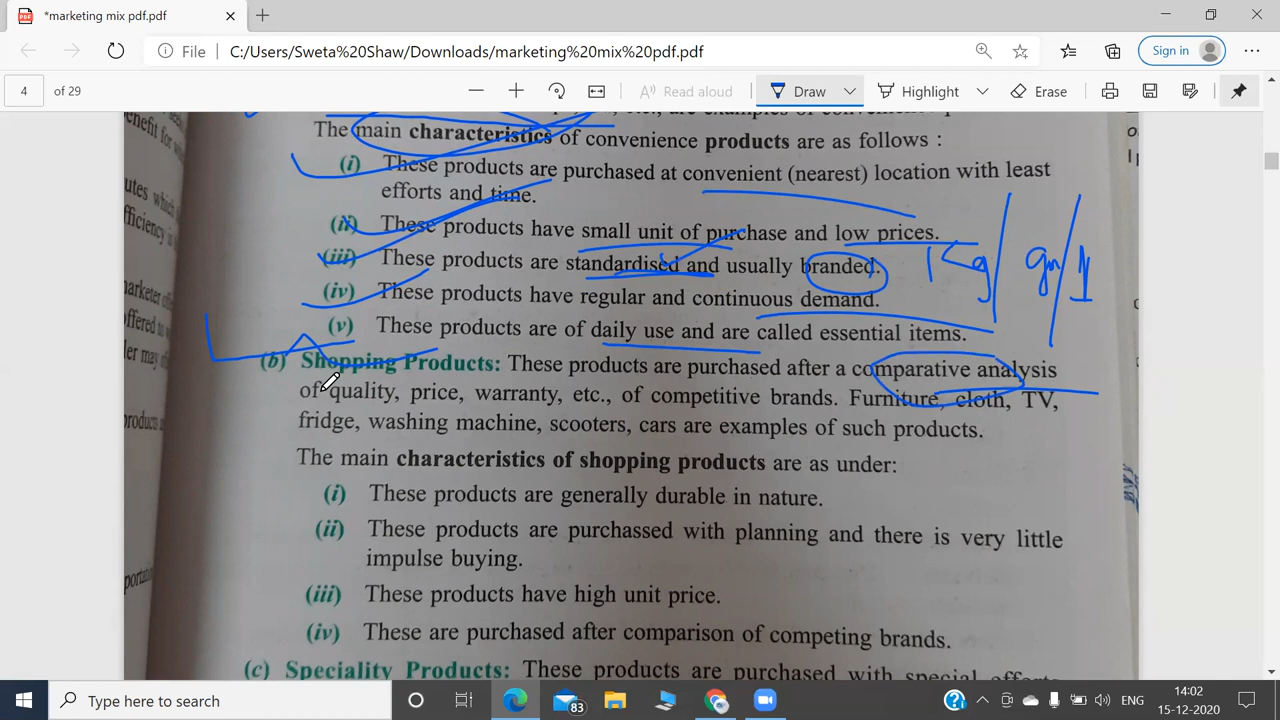 *marketing mix pdf.pdf
File C:/Users/Sweta%20Shaw/Downloads/marketing%20mix%20pdf.pdf
Sign in
4 of 29
Read aloud
Draw
Highlight
Erase
The main characteristics of convenience products are as follows :
(i) These products are purchased at convenient (nearest) location with least
efforts and time.
(ii) These products have small unit of purchase and low prices.
(iii) These products are standardised and usually branded.
Kg/ gm/ 1
(iv) These products have regular and continuous demand.
(v) These products are of daily use and are called essential items.
(b) Shopping Products: These products are purchased after a comparative analysis
of quality, price, warranty, etc., of competitive brands. Furniture, cloth, TV,
fridge, washing machine, scooters, cars are examples of such products.
The main characteristics of shopping products are as under:
(i) These products are generally durable in nature.
(ii) These products are purchassed with planning and there is very little
impulse buying.
(iii) These products have high unit price.
(iv) These are purchased after comparison of competing brands.
(c) Speciality Products: These products are purchased with special efforts
Type here to search
83
ENG
14:02
15-12-2020